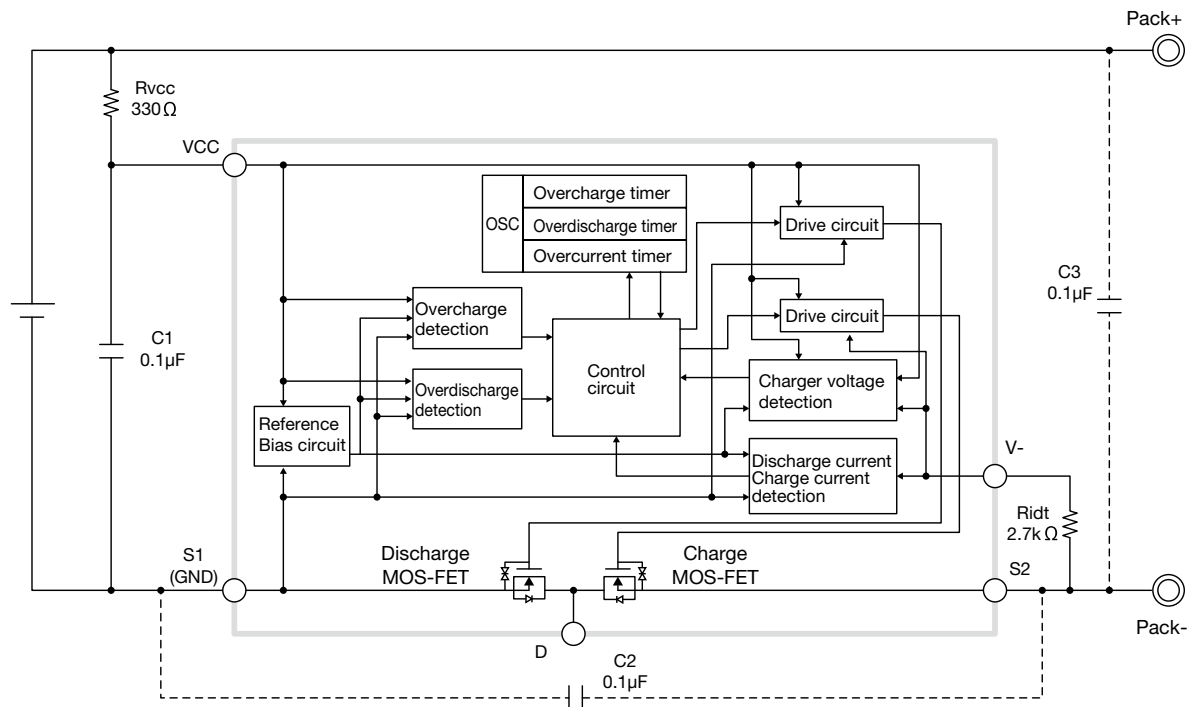 Pack+
Rvcc
330Ω
VCC
OSC
Overcharge timer
Overdischarge timer
Overcurrent timer
Drive circuit
C3
0.1µF
Overcharge
detection
Drive circuit
C1
0.1µF
Control
circuit
Charger voltage
detection
Overdischarge
detection
Reference
Bias circuit
V-
Discharge current
Charge current
detection
Ridt
2.7kΩ
S1
(GND)
Discharge
MOS-FET
Charge
MOS-FET
S2
Pack-
D
C2
0.1µF